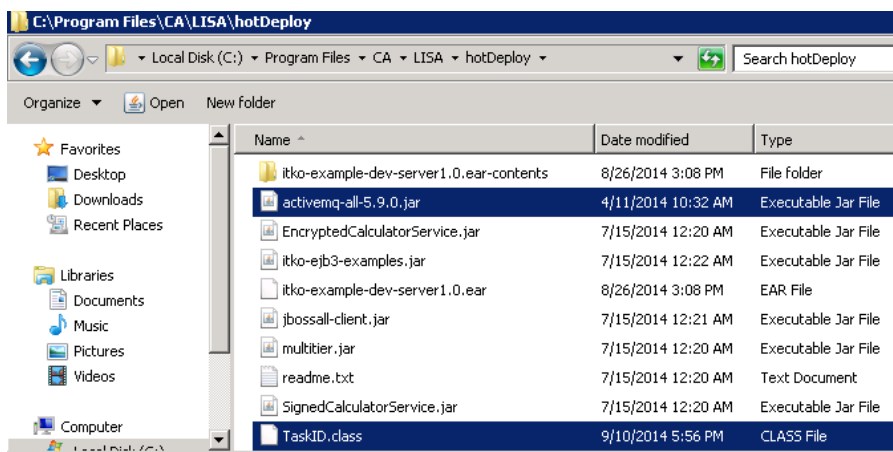 C:\Program Files\CA\LISA\hotDeploy
Local Disk (C:) Program Files CA LISA hotDeploy Search hotDeploy
Organize Open New folder
Favorites
Desktop
Downloads
Recent Places
Libraries
Documents
Music
Pictures
Videos
Computer
Local Disk (C:)
Name Date modified Type
itko-example-dev-server1.0.ear-contents 8/26/2014 3:08 PM File folder
activemq-all-5.9.0.jar 4/11/2014 10:32 AM Executable Jar File
EncryptedCalculatorService.jar 7/15/2014 12:20 AM Executable Jar File
itko-ejb3-examples.jar 7/15/2014 12:22 AM Executable Jar File
itko-example-dev-server1.0.ear 8/26/2014 3:08 PM EAR File
jbossall-client.jar 7/15/2014 12:21 AM Executable Jar File
multitier.jar 7/15/2014 12:20 AM Executable Jar File
readme.txt 7/15/2014 12:20 AM Text Document
SignedCalculatorService.jar 7/15/2014 12:20 AM Executable Jar File
TaskID.class 9/10/2014 5:56 PM CLASS File